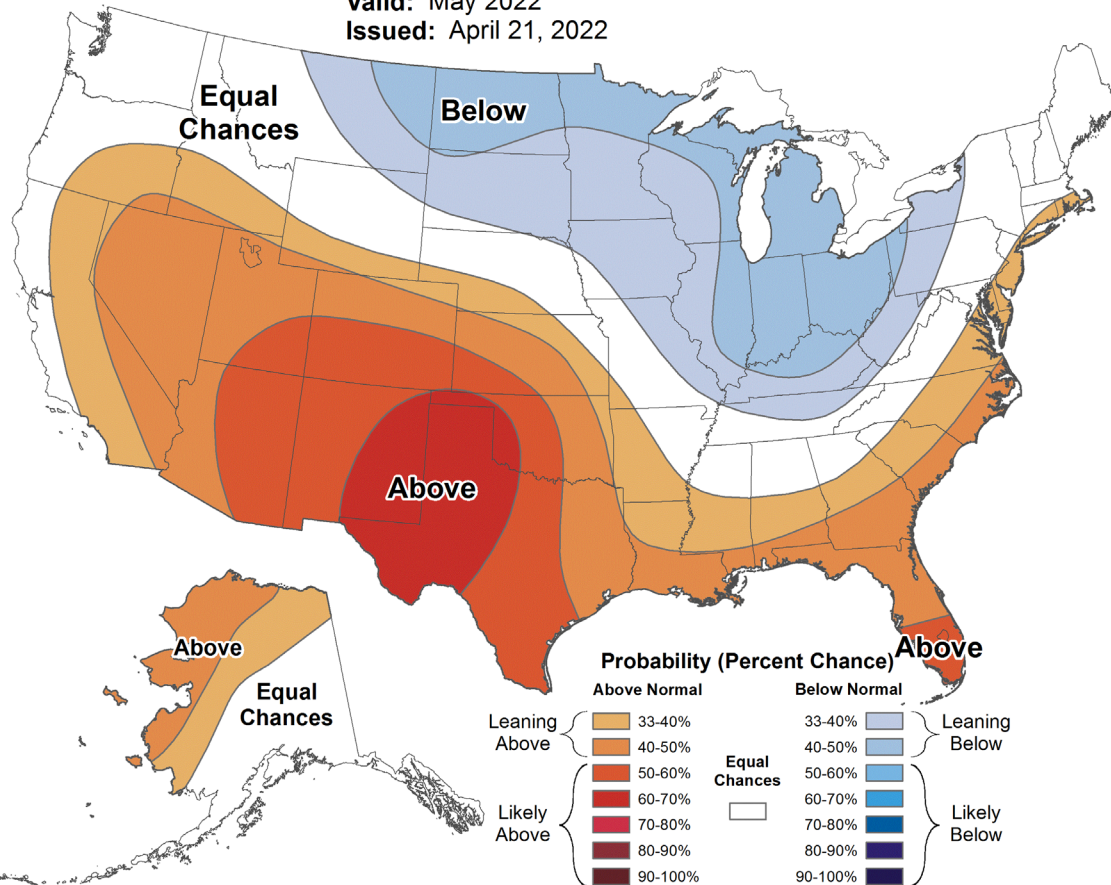 Valid: May 2022
Issued: April 21, 2022
Equal
Chances
Below
Above
Above
Above
Equal
Chances
Probability (Percent Chance)
Above Normal
Below Normal
Leaning
Above
33-40%
40-50%
Likely
Above
50-60%
60-70%
70-80%
80-90%
90-100%
Equal
Chances
33-40%
40-50%
Leaning
Below
50-60%
60-70%
70-80%
80-90%
90-100%
Likely
Below